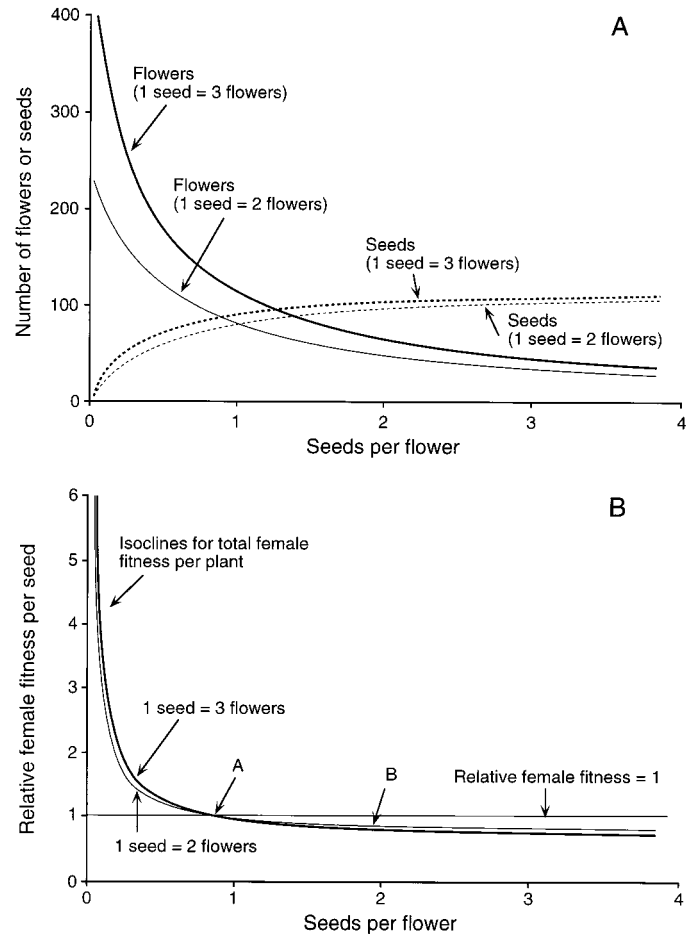 A
400
300
200
100
0
Number of flowers or seeds
Flowers
(1 seed = 3 flowers)
Flowers
(1 seed = 2 flowers)
Seeds
(1 seed = 3 flowers)
Seeds
(1 seed = 2 flowers)
0 1 2 3 4
Seeds per flower
B
6
5
4
3
2
1
0
Relative female fitness per seed
Isoclines for total female
fitness per plant
1 seed = 3 flowers
A
B
Relative female fitness = 1
1 seed = 2 flowers
0 1 2 3 4
Seeds per flower